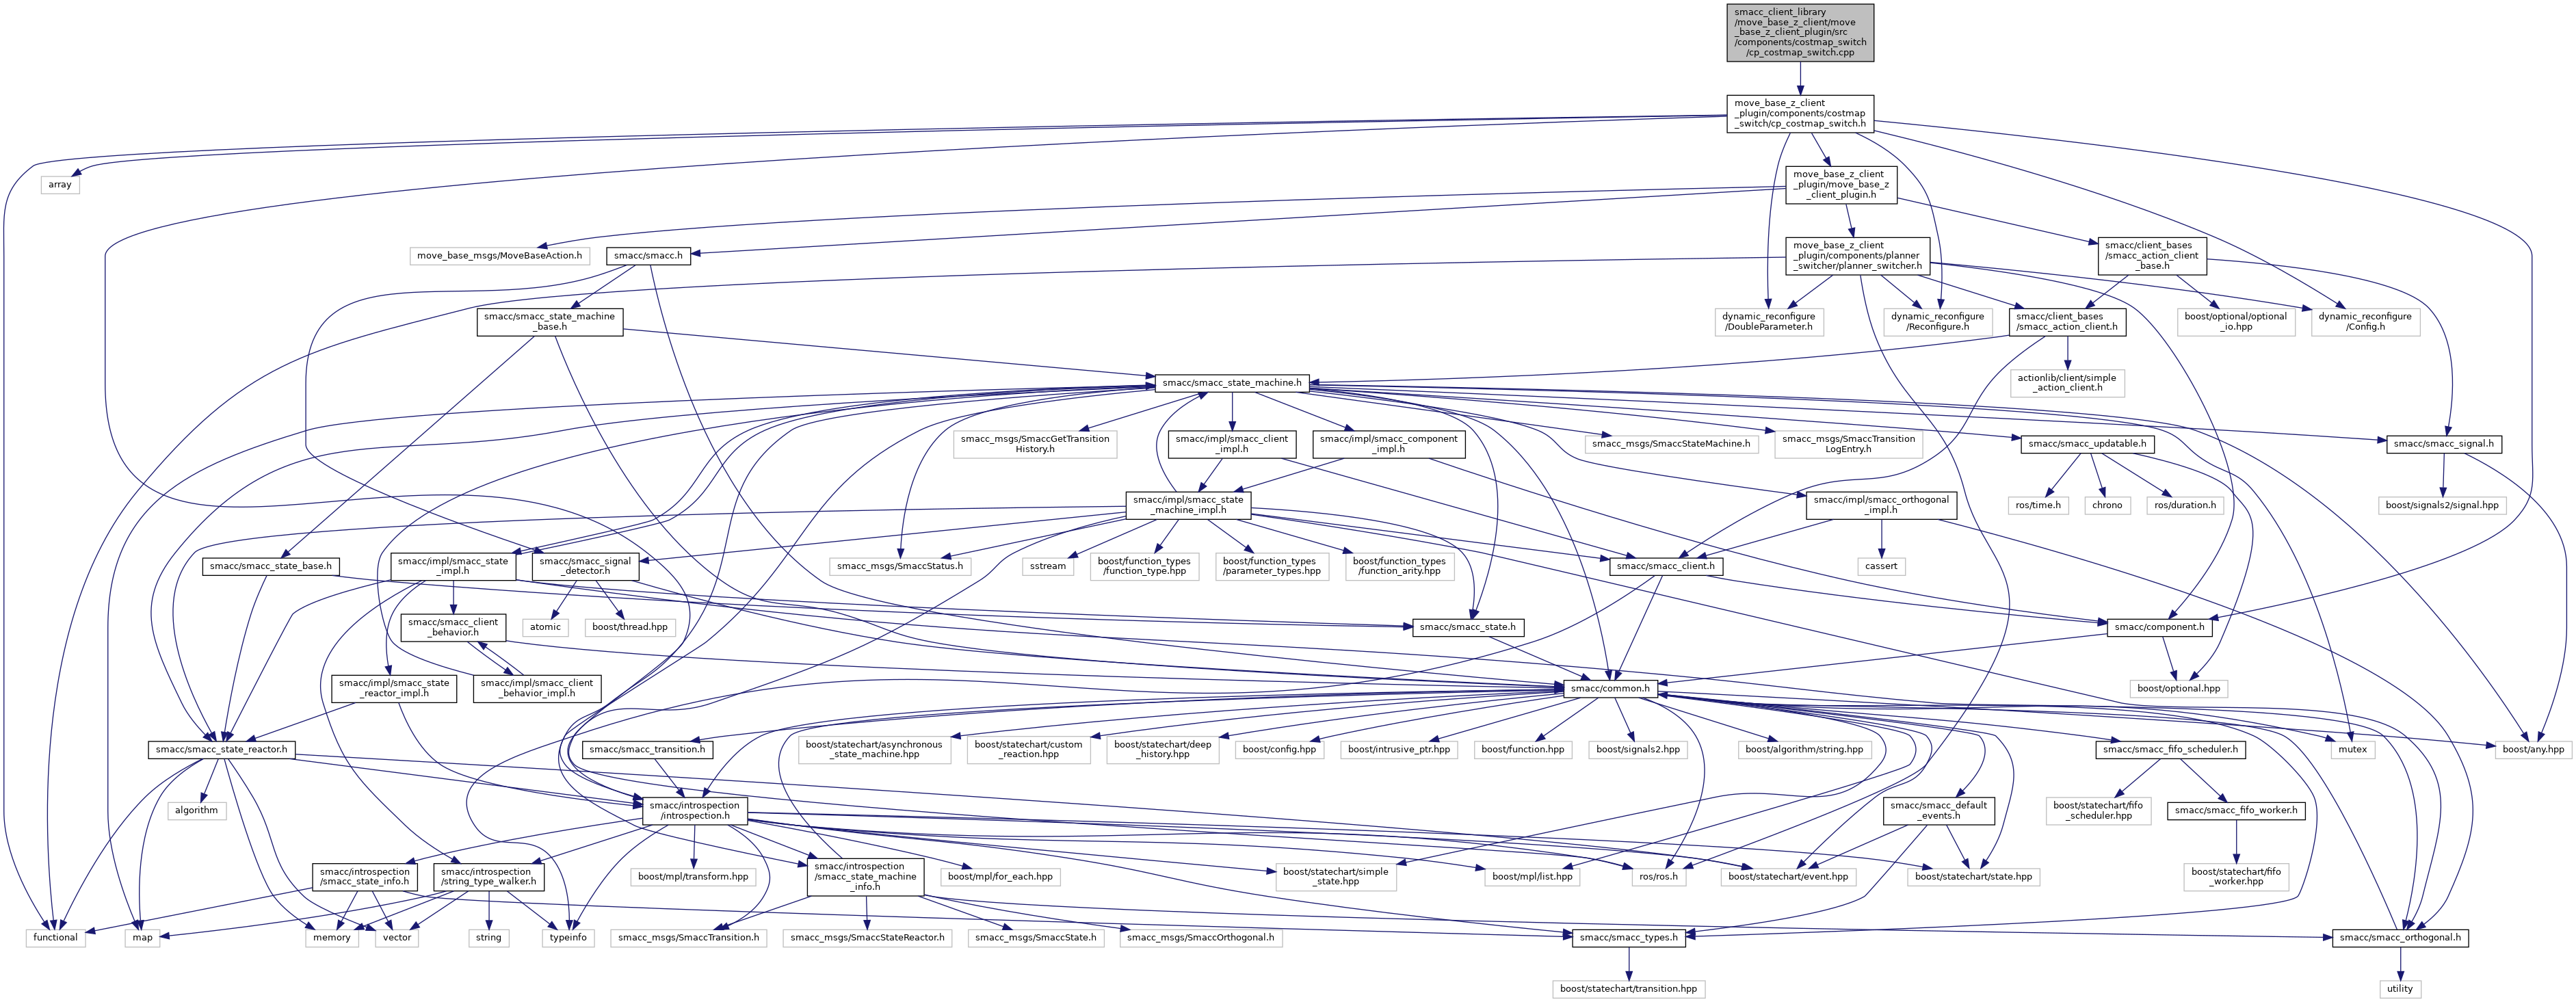 smacc_client_library
/move_base_z_client/move
_base_z_client_plugin/src
/components/costmap_switch
/cp_costmap_switch.cpp
move_base_z_client
_plugin/components/costmap
_switch/cp_costmap_switch.h
array
move_base_z_client
_plugin/move_base_z
_client_plugin.h
move_base_msgs/MoveBaseAction.h
smacc/smacc.h
move_base_z_client
_plugin/components/planner
_switcher/planner_switcher.h
smacc/client_bases
/smacc_action_client
_base.h
smacc/smacc_state_machine
_base.h
dynamic_reconfigure
/DoubleParameter.h
dynamic_reconfigure
/Reconfigure.h
smacc/client_bases
/smacc_action_client.h
boost/optional/optional
_io.hpp
dynamic_reconfigure
/Config.h
smacc/smacc_state_machine.h
actionlib/client/simple
_action_client.h
smacc_msgs/SmaccGetTransition
History.h
smacc/impl/smacc_client
_impl.h
smacc/impl/smacc_component
_impl.h
smacc_msgs/SmaccStateMachine.h
smacc_msgs/SmaccTransition
LogEntry.h
smacc/smacc_updatable.h
smacc/smacc_signal.h
smacc/impl/smacc_state
_machine_impl.h
smacc/impl/smacc_orthogonal
_impl.h
ros/time.h
chrono
ros/duration.h
boost/signals2/signal.hpp
smacc/smacc_state_base.h
smacc/impl/smacc_state
_impl.h
smacc/smacc_signal
_detector.h
smacc_msgs/SmaccStatus.h
sstream
boost/function_types
/function_type.hpp
boost/function_types
/parameter_types.hpp
boost/function_types
/function_arity.hpp
smacc/smacc_client.h
cassert
smacc/smacc_client
_behavior.h
atomic
boost/thread.hpp
smacc/smacc_state.h
smacc/component.h
smacc/impl/smacc_state
_reactor_impl.h
smacc/impl/smacc_client
_behavior_impl.h
smacc/common.h
boost/optional.hpp
smacc/smacc_state_reactor.h
smacc/smacc_transition.h
boost/statechart/asynchronous
_state_machine.hpp
boost/statechart/custom
_reaction.hpp
boost/statechart/deep
_history.hpp
boost/config.hpp
boost/intrusive_ptr.hpp
boost/function.hpp
boost/signals2.hpp
boost/algorithm/string.hpp
smacc/smacc_fifo_scheduler.h
mutex
boost/any.hpp
algorithm
smacc/introspection
/introspection.h
smacc/smacc_default
_events.h
boost/statechart/fifo
_scheduler.hpp
smacc/smacc_fifo_worker.h
smacc/introspection
/smacc_state_info.h
smacc/introspection
/string_type_walker.h
boost/mpl/transform.hpp
smacc/introspection
/smacc_state_machine
_info.h
boost/mpl/for_each.hpp
boost/statechart/simple
_state.hpp
boost/mpl/list.hpp
ros/ros.h
boost/statechart/event.hpp
boost/statechart/state.hpp
boost/statechart/fifo
_worker.hpp
functional
map
memory
vector
string
typeinfo
smacc_msgs/SmaccTransition.h
smacc_msgs/SmaccStateReactor.h
smacc_msgs/SmaccState.h
smacc_msgs/SmaccOrthogonal.h
smacc/smacc_types.h
smacc/smacc_orthogonal.h
boost/statechart/transition.hpp
utility